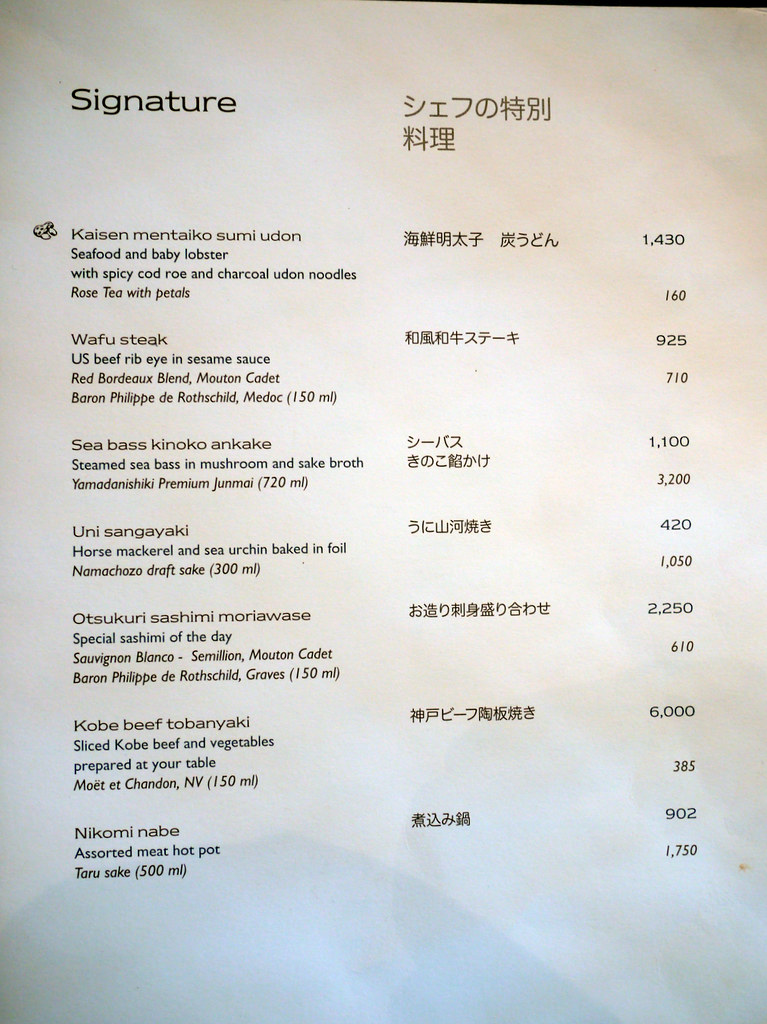 Signature
シェフの特別
料理
Kaisen mentaiko sumi udon 海鮮明太子 炭うどん 1,430
Seafood and baby lobster
with spicy cod roe and charcoal udon noodles
Rose Tea with petals 160
Wafu steak 和風和牛ステーキ 925
US beef rib eye in sesame sauce
Red Bordeaux Blend, Mouton Cadet 710
Baron Philippe de Rothschild, Medoc (150 ml)
Sea bass kinoko ankake シーバス 1,100
Steamed sea bass in mushroom and sake broth きのこ餡かけ
Yamadanishiki Premium Junmai (720 ml) 3,200
Uni sangayaki うに山河焼き 420
Horse mackerel and sea urchin baked in foil
Namachozo draft sake (300 ml) 1,050
Otsukuri sashimi moriawase お造り刺身盛り合わせ 2,250
Special sashimi of the day
Sauvignon Blanco - Semillion, Mouton Cadet 610
Baron Philippe de Rothschild, Graves (150 ml)
Kobe beef tobanyaki 神戸ビーフ陶板焼き 6,000
Sliced Kobe beef and vegetables
prepared at your table 385
Moët et Chandon, NV (150 ml)
Nikomi nabe 煮込み鍋 902
Assorted meat hot pot 1,750
Taru sake (500 ml)